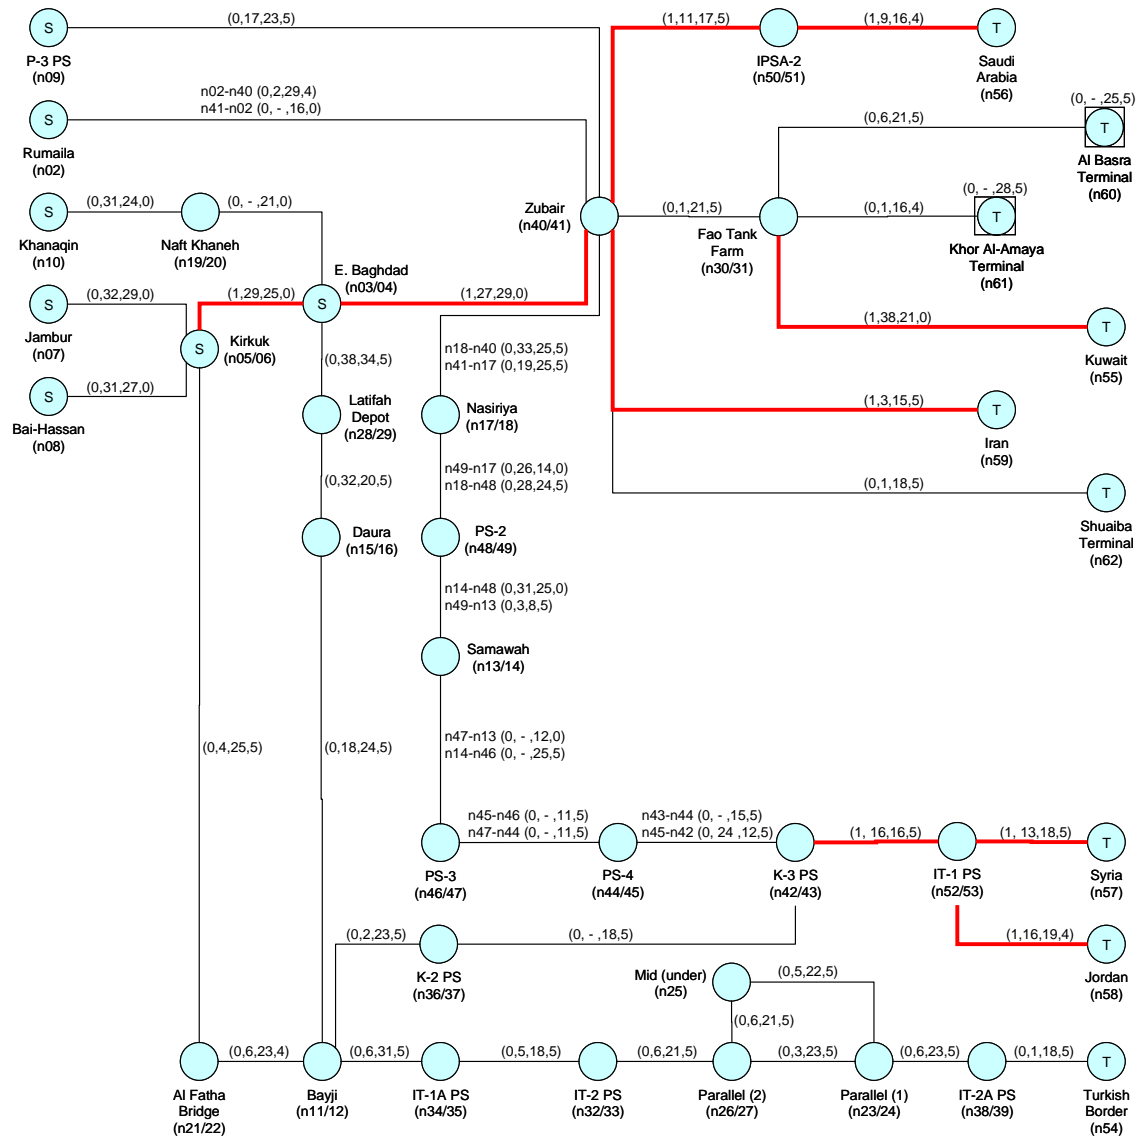 (0,17,23,5)
S
P-3 PS
(n09)
(1,11,17,5)
IPSA-2
(n50/51)
(1,9,16,4)
T
Saudi
Arabia
(n56)
n02-n40 (0,2,29,4)
n41-n02 (0, - ,16,0)
S
Rumaila
(n02)
(0,6,21,5)
(0, - ,25,5)
T
Al Basra
Terminal
(n60)
(0,31,24,0)
S
Khanaqin
(n10)
(0, - ,21,0)
Naft Khaneh
(n19/20)
Zubair
(n40/41)
(0,1,21,5)
Fao Tank
Farm
(n30/31)
(0,1,16,4)
(0, - ,28,5)
T
Khor Al-Amaya
Terminal
(n61)
E. Baghdad
(n03/04)
S
(0,32,29,0)
S
Jambur
(n07)
(1,29,25,0)
(1,27,29,0)
S
Kirkuk
(n05/06)
(1,38,21,0)
T
Kuwait
(n55)
(0,38,34,5)
n18-n40 (0,33,25,5)
n41-n17 (0,19,25,5)
(0,31,27,0)
S
Bai-Hassan
(n08)
Latifah
Depot
(n28/29)
Nasiriya
(n17/18)
(1,3,15,5)
T
Iran
(n59)
(0,32,20,5)
n49-n17 (0,26,14,0)
n18-n48 (0,28,24,5)
(0,1,18,5)
T
Shuaiba
Terminal
(n62)
Daura
(n15/16)
PS-2
(n48/49)
n14-n48 (0,31,25,0)
n49-n13 (0,3,8,5)
Samawah
(n13/14)
(0,4,25,5)
(0,18,24,5)
n47-n13 (0, - ,12,0)
n14-n46 (0, - ,25,5)
n45-n46 (0, - ,11,5)
n47-n44 (0, - ,11,5)
n43-n44 (0, - ,15,5)
n45-n42 (0, 24 ,12,5)
(1, 16,16,5)
(1, 13,18,5)
PS-3
(n46/47)
PS-4
(n44/45)
K-3 PS
(n42/43)
IT-1 PS
(n52/53)
T
Syria
(n57)
(0,2,23,5)
K-2 PS
(n36/37)
(0, - ,18,5)
(1,16,19,4)
T
Jordan
(n58)
Mid (under)
(n25)
(0,5,22,5)
(0,6,21,5)
(0,6,23,4)
(0,6,31,5)
(0,5,18,5)
(0,6,21,5)
(0,3,23,5)
(0,6,23,5)
(0,1,18,5)
T
Al Fatha
Bridge
(n21/22)
Bayji
(n11/12)
IT-1A PS
(n34/35)
IT-2 PS
(n32/33)
Parallel (2)
(n26/27)
Parallel (1)
(n23/24)
IT-2A PS
(n38/39)
Turkish
Border
(n54)